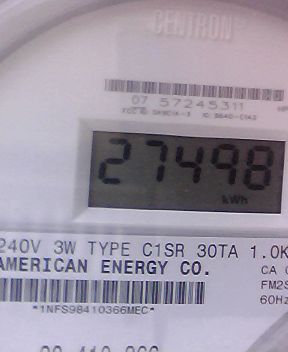 CENTRON
07 57245311
27498
kWh
240V 3W TYPE C1SR 30TA 1.0K
AMERICAN ENERGY CO.
CA
FM2S
60Hz
*1NFS98410366MEC*